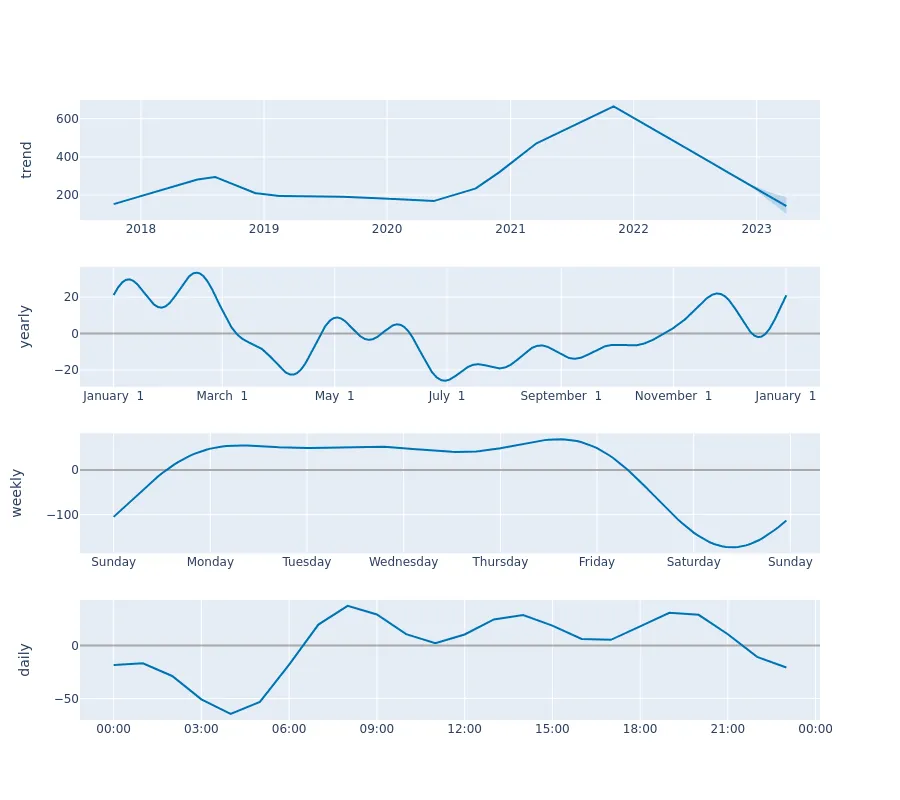 trend
600
400
200
2018 2019 2020 2021 2022 2023
yearly
20
0
−20
January 1 March 1 May 1 July 1 September 1 November 1 January 1
weekly
0
−100
Sunday Monday Tuesday Wednesday Thursday Friday Saturday Sunday
daily
0
−50
00:00 03:00 06:00 09:00 12:00 15:00 18:00 21:00 00:00